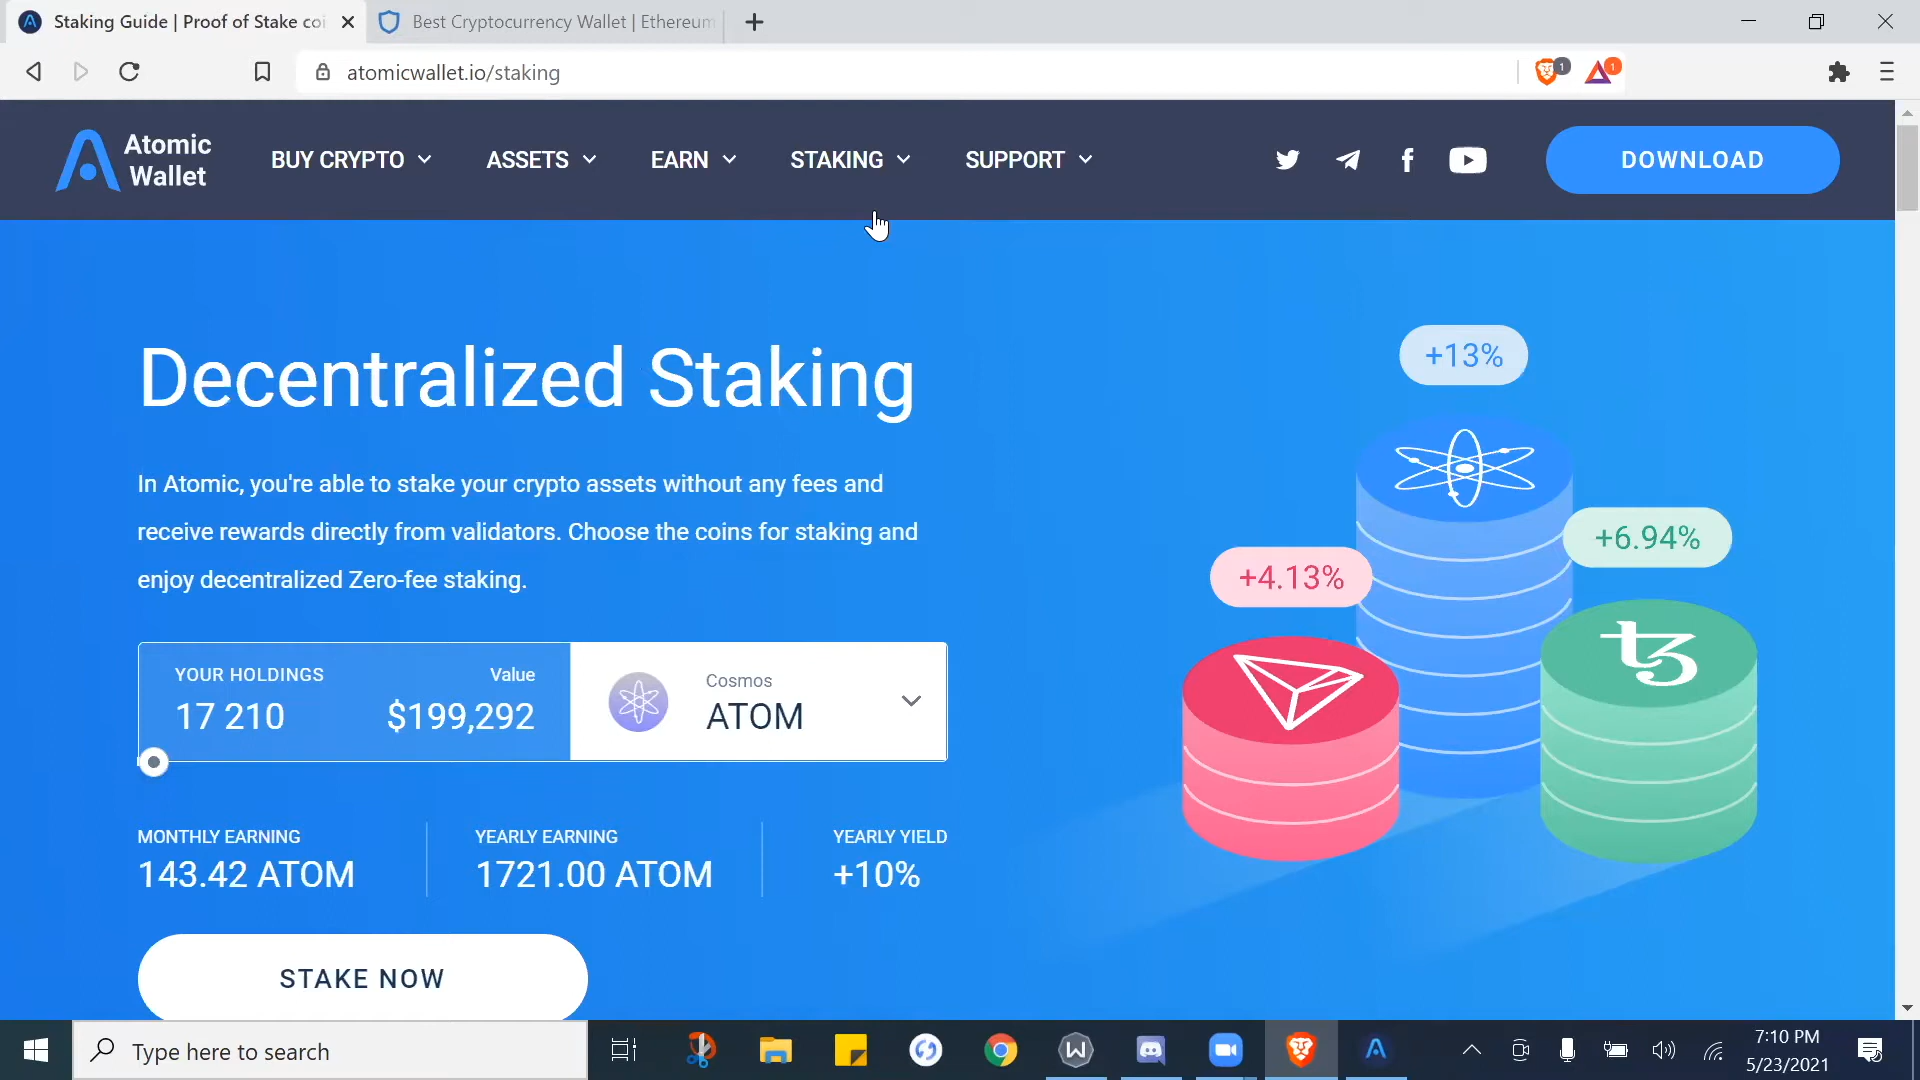 Staking Guide | Proof of Stake coi
Best Cryptocurrency Wallet | Ethereum
atomicwallet.io/staking
1
1
Atomic
Wallet
BUY CRYPTO
ASSETS
EARN
STAKING
SUPPORT
DOWNLOAD
Decentralized Staking
In Atomic, you're able to stake your crypto assets without any fees and
receive rewards directly from validators. Choose the coins for staking and
enjoy decentralized Zero-fee staking.
YOUR HOLDINGS
Value
17 210
$199,292
Cosmos
ATOM
MONTHLY EARNING
143.42 ATOM
YEARLY EARNING
1721.00 ATOM
YEARLY YIELD
+10%
STAKE NOW
+13%
+6.94%
+4.13%
Type here to search
7:10 PM
5/23/2021